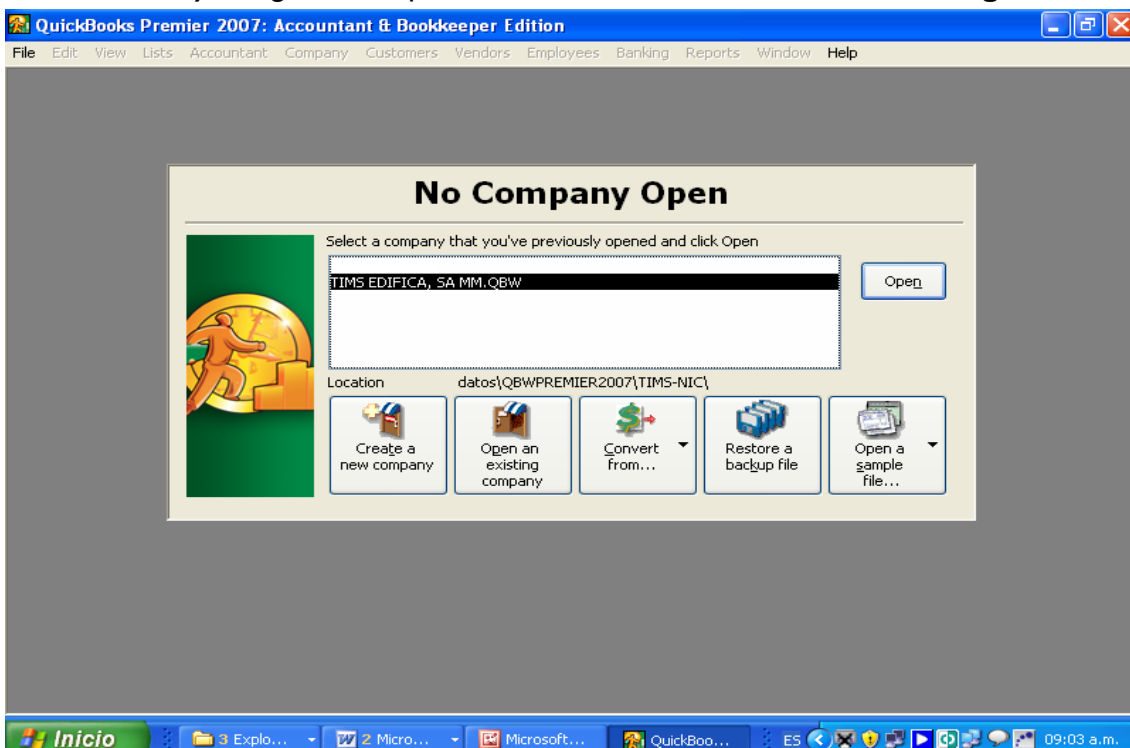 QuickBooks Premier 2007: Accountant & Bookkeeper Edition
File Edit View Lists Accountant Company Customers Vendors Employees Banking Reports Window Help
No Company Open
Select a company that you've previously opened and click Open
TIMS EDIFICA, SA MM.QBW
Open
Location datos\QBWPREMIER2007\TIMS-NIC\
Create a
new company
Open an
existing
company
Convert
from...
Restore a
backup file
Open a
sample
file...
Inicio 3 Explo... 2 Micro... Microsoft... QuickBoo... ES 09:03 a.m.